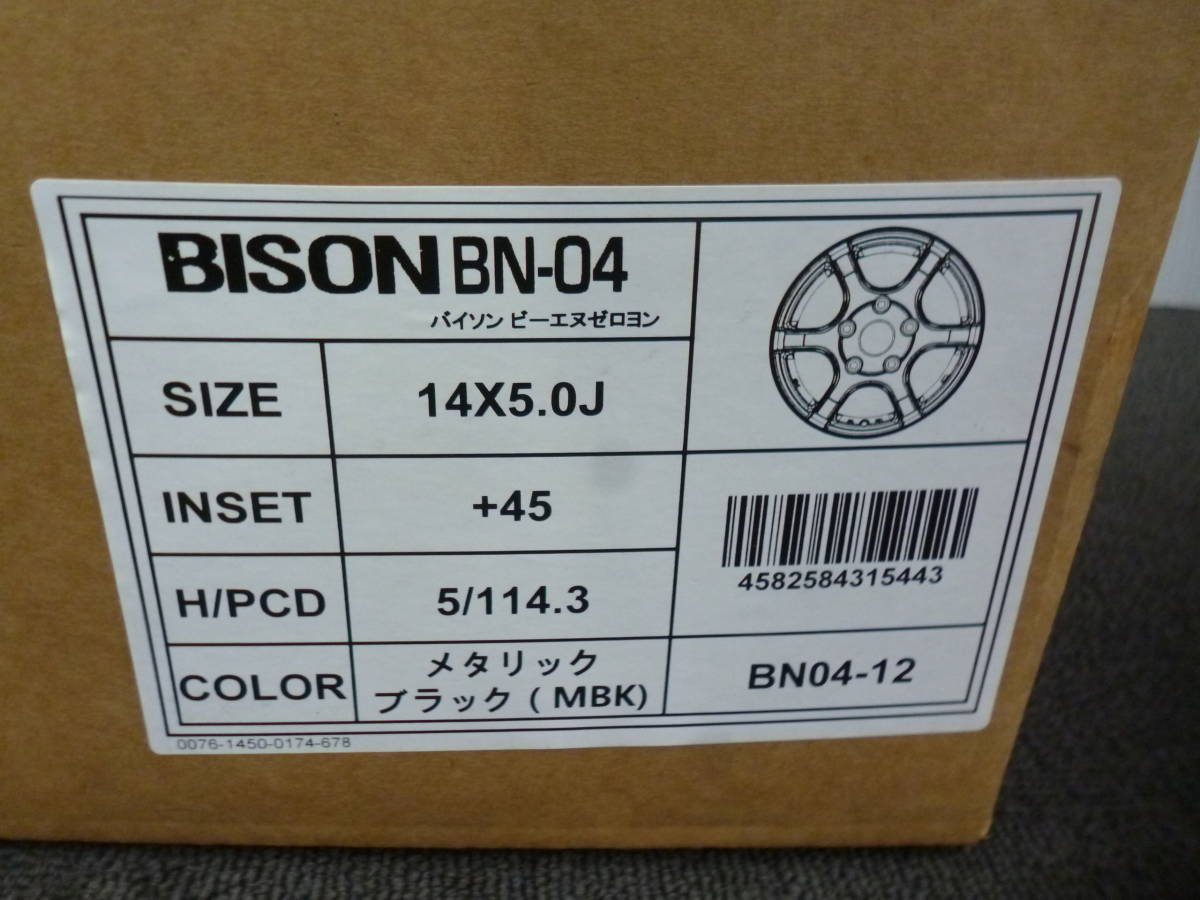 BISON BN-04
バイソン ビーエヌゼロヨン
SIZE 14X5.0J
INSET +45
H/PCD 5/114.3
COLOR メタリック
ブラック ( MBK)
4582584315443
BN04-12
0076-1450-0174-678